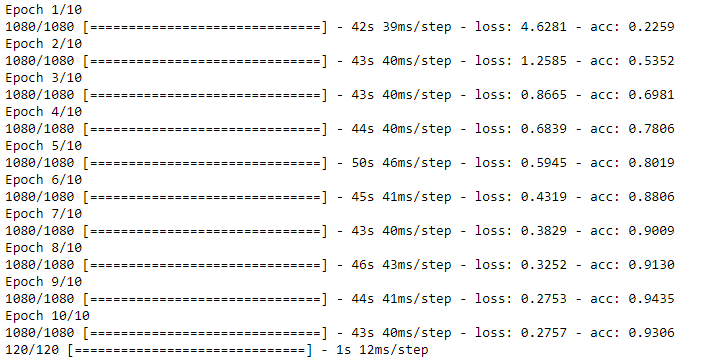 Epoch 1/10
1080/1080 [==============================] - 42s 39ms/step - loss: 4.6281 - acc: 0.2259
Epoch 2/10
1080/1080 [==============================] - 43s 40ms/step - loss: 1.2585 - acc: 0.5352
Epoch 3/10
1080/1080 [==============================] - 43s 40ms/step - loss: 0.8665 - acc: 0.6981
Epoch 4/10
1080/1080 [==============================] - 44s 40ms/step - loss: 0.6839 - acc: 0.7806
Epoch 5/10
1080/1080 [==============================] - 50s 46ms/step - loss: 0.5945 - acc: 0.8019
Epoch 6/10
1080/1080 [==============================] - 45s 41ms/step - loss: 0.4319 - acc: 0.8806
Epoch 7/10
1080/1080 [==============================] - 43s 40ms/step - loss: 0.3829 - acc: 0.9009
Epoch 8/10
1080/1080 [==============================] - 46s 43ms/step - loss: 0.3252 - acc: 0.9130
Epoch 9/10
1080/1080 [==============================] - 44s 41ms/step - loss: 0.2753 - acc: 0.9435
Epoch 10/10
1080/1080 [==============================] - 43s 40ms/step - loss: 0.2757 - acc: 0.9306
120/120 [==============================] - 1s 12ms/step